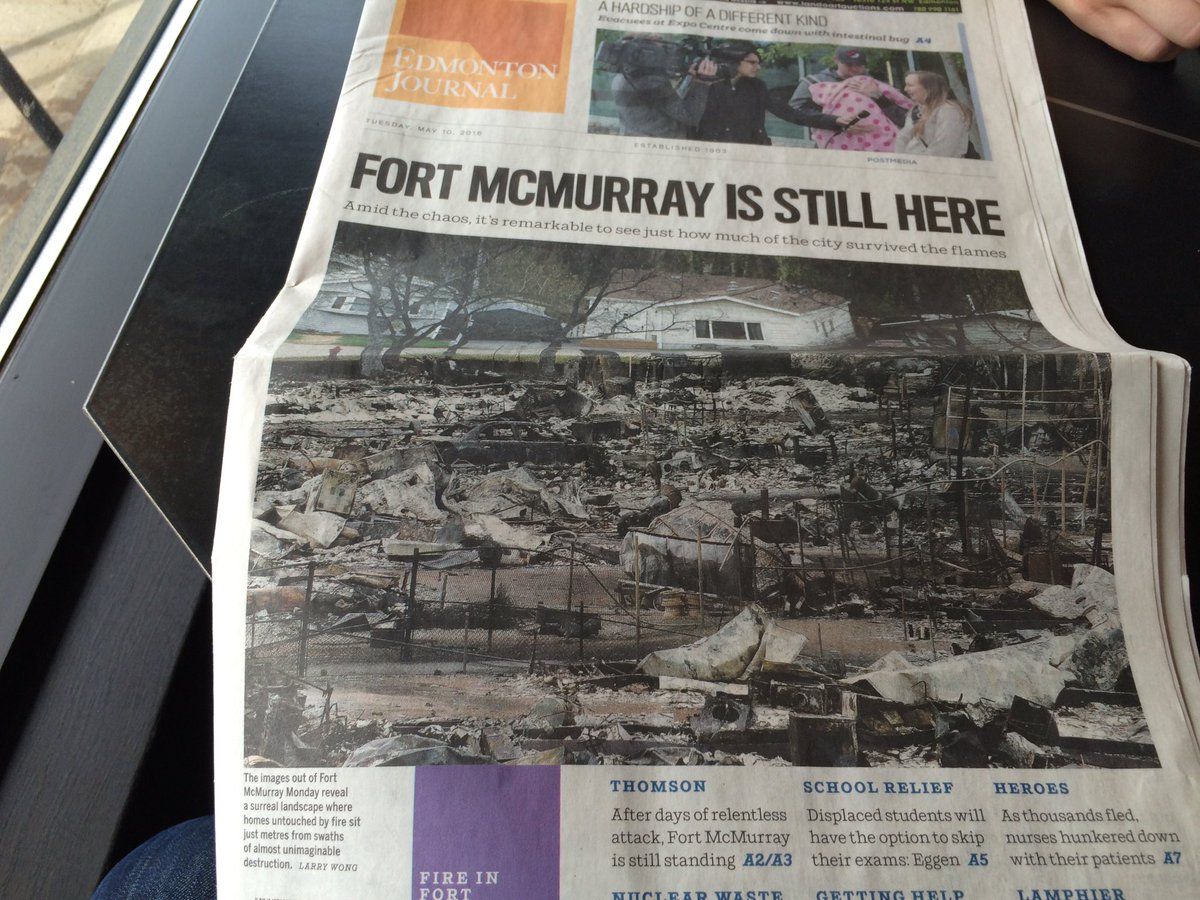 www.landoartauctions.com 780 990 1161
A HARDSHIP OF A DIFFERENT KIND
Evacuees at Expo Centre come down with intestinal bug A4
EDMONTON
JOURNAL
TUESDAY, MAY 10, 2016
ESTABLISHED 1903
POSTMEDIA
FORT MCMURRAY IS STILL HERE
Amid the chaos, it's remarkable to see just how much of the city survived the flames
The images out of Fort
McMurray Monday reveal
a surreal landscape where
homes untouched by fire sit
just metres from swaths
of almost unimaginable
destruction. LARRY WONG
FIRE IN
FORT
THOMSON
After days of relentless
attack, Fort McMurray
is still standing A2/A3
SCHOOL RELIEF
Displaced students will
have the option to skip
their exams: Eggen A5
HEROES
As thousands fled,
nurses hunkered down
with their patients A7
NUCLEAR WASTE
GETTING HELP
LAMPHIER